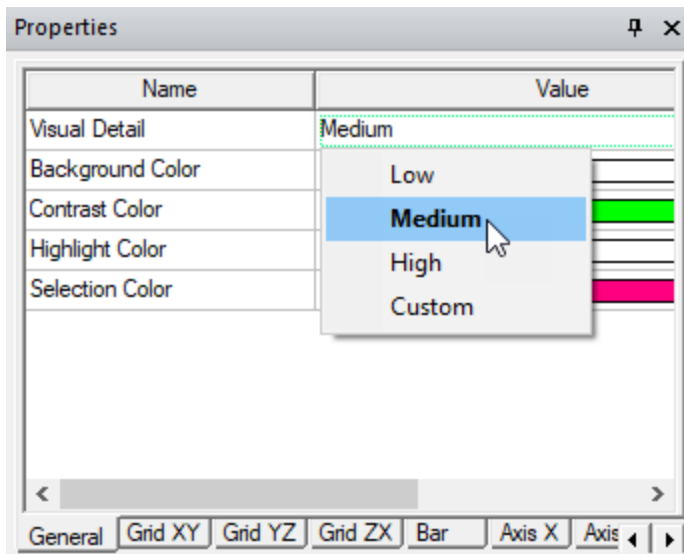 Properties
Name Value
Visual Detail Medium
Background Color
Low
Contrast Color
Medium
Highlight Color
High
Selection Color
Custom
General Grid XY Grid YZ Grid ZX Bar Axis X Axis